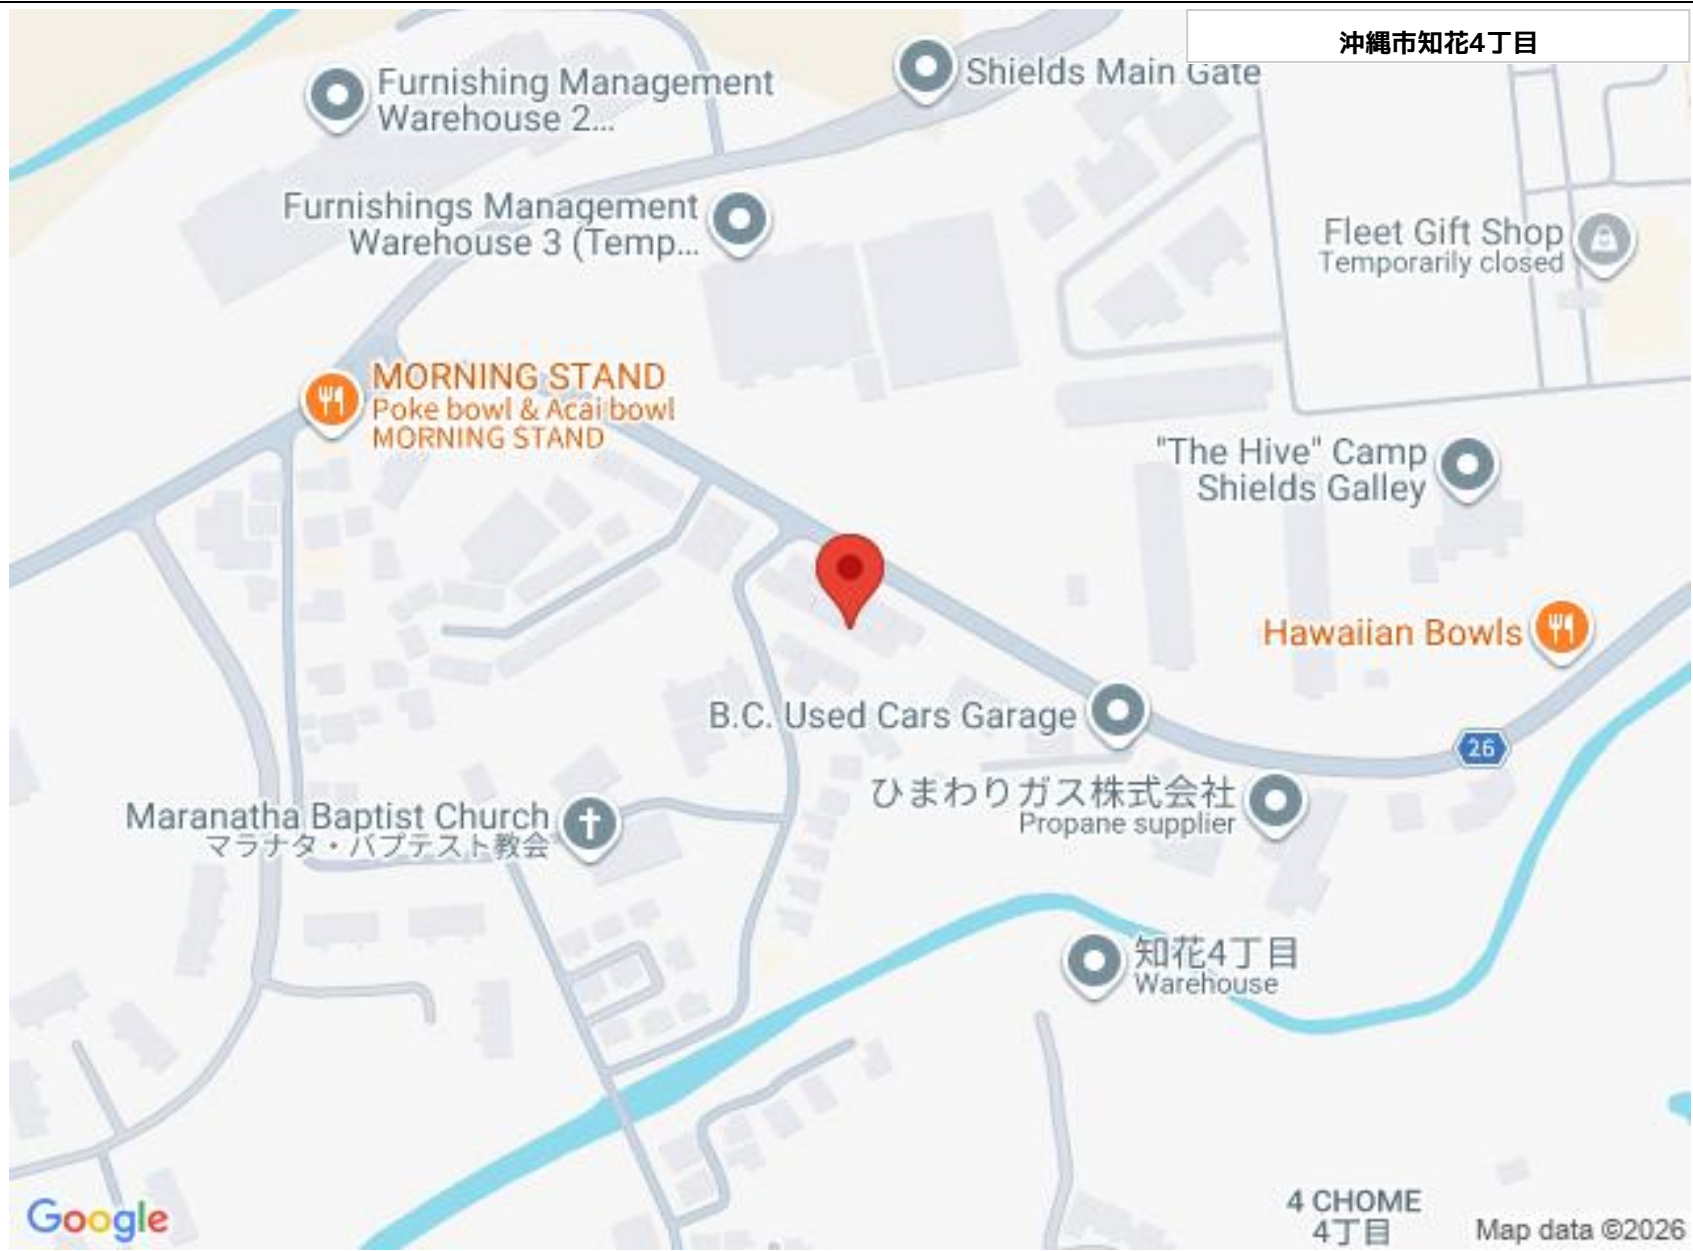 沖縄市知花4丁目
Shields Main Gate
Furnishing Management
Warehouse 2...
Furnishings Management
Warehouse 3 (Temp...
Fleet Gift Shop
Temporarily closed
MORNING STAND
Poke bowl & Acai bowl
MORNING STAND
"The Hive" Camp
Shields Galley
Hawaiian Bowls
B.C. Used Cars Garage
26
ひまわりガス株式会社
Propane supplier
Maranatha Baptist Church
マラナタ・バプテスト教会
知花4丁目
Warehouse
4 CHOME
4丁目
Google
Map data ©2026